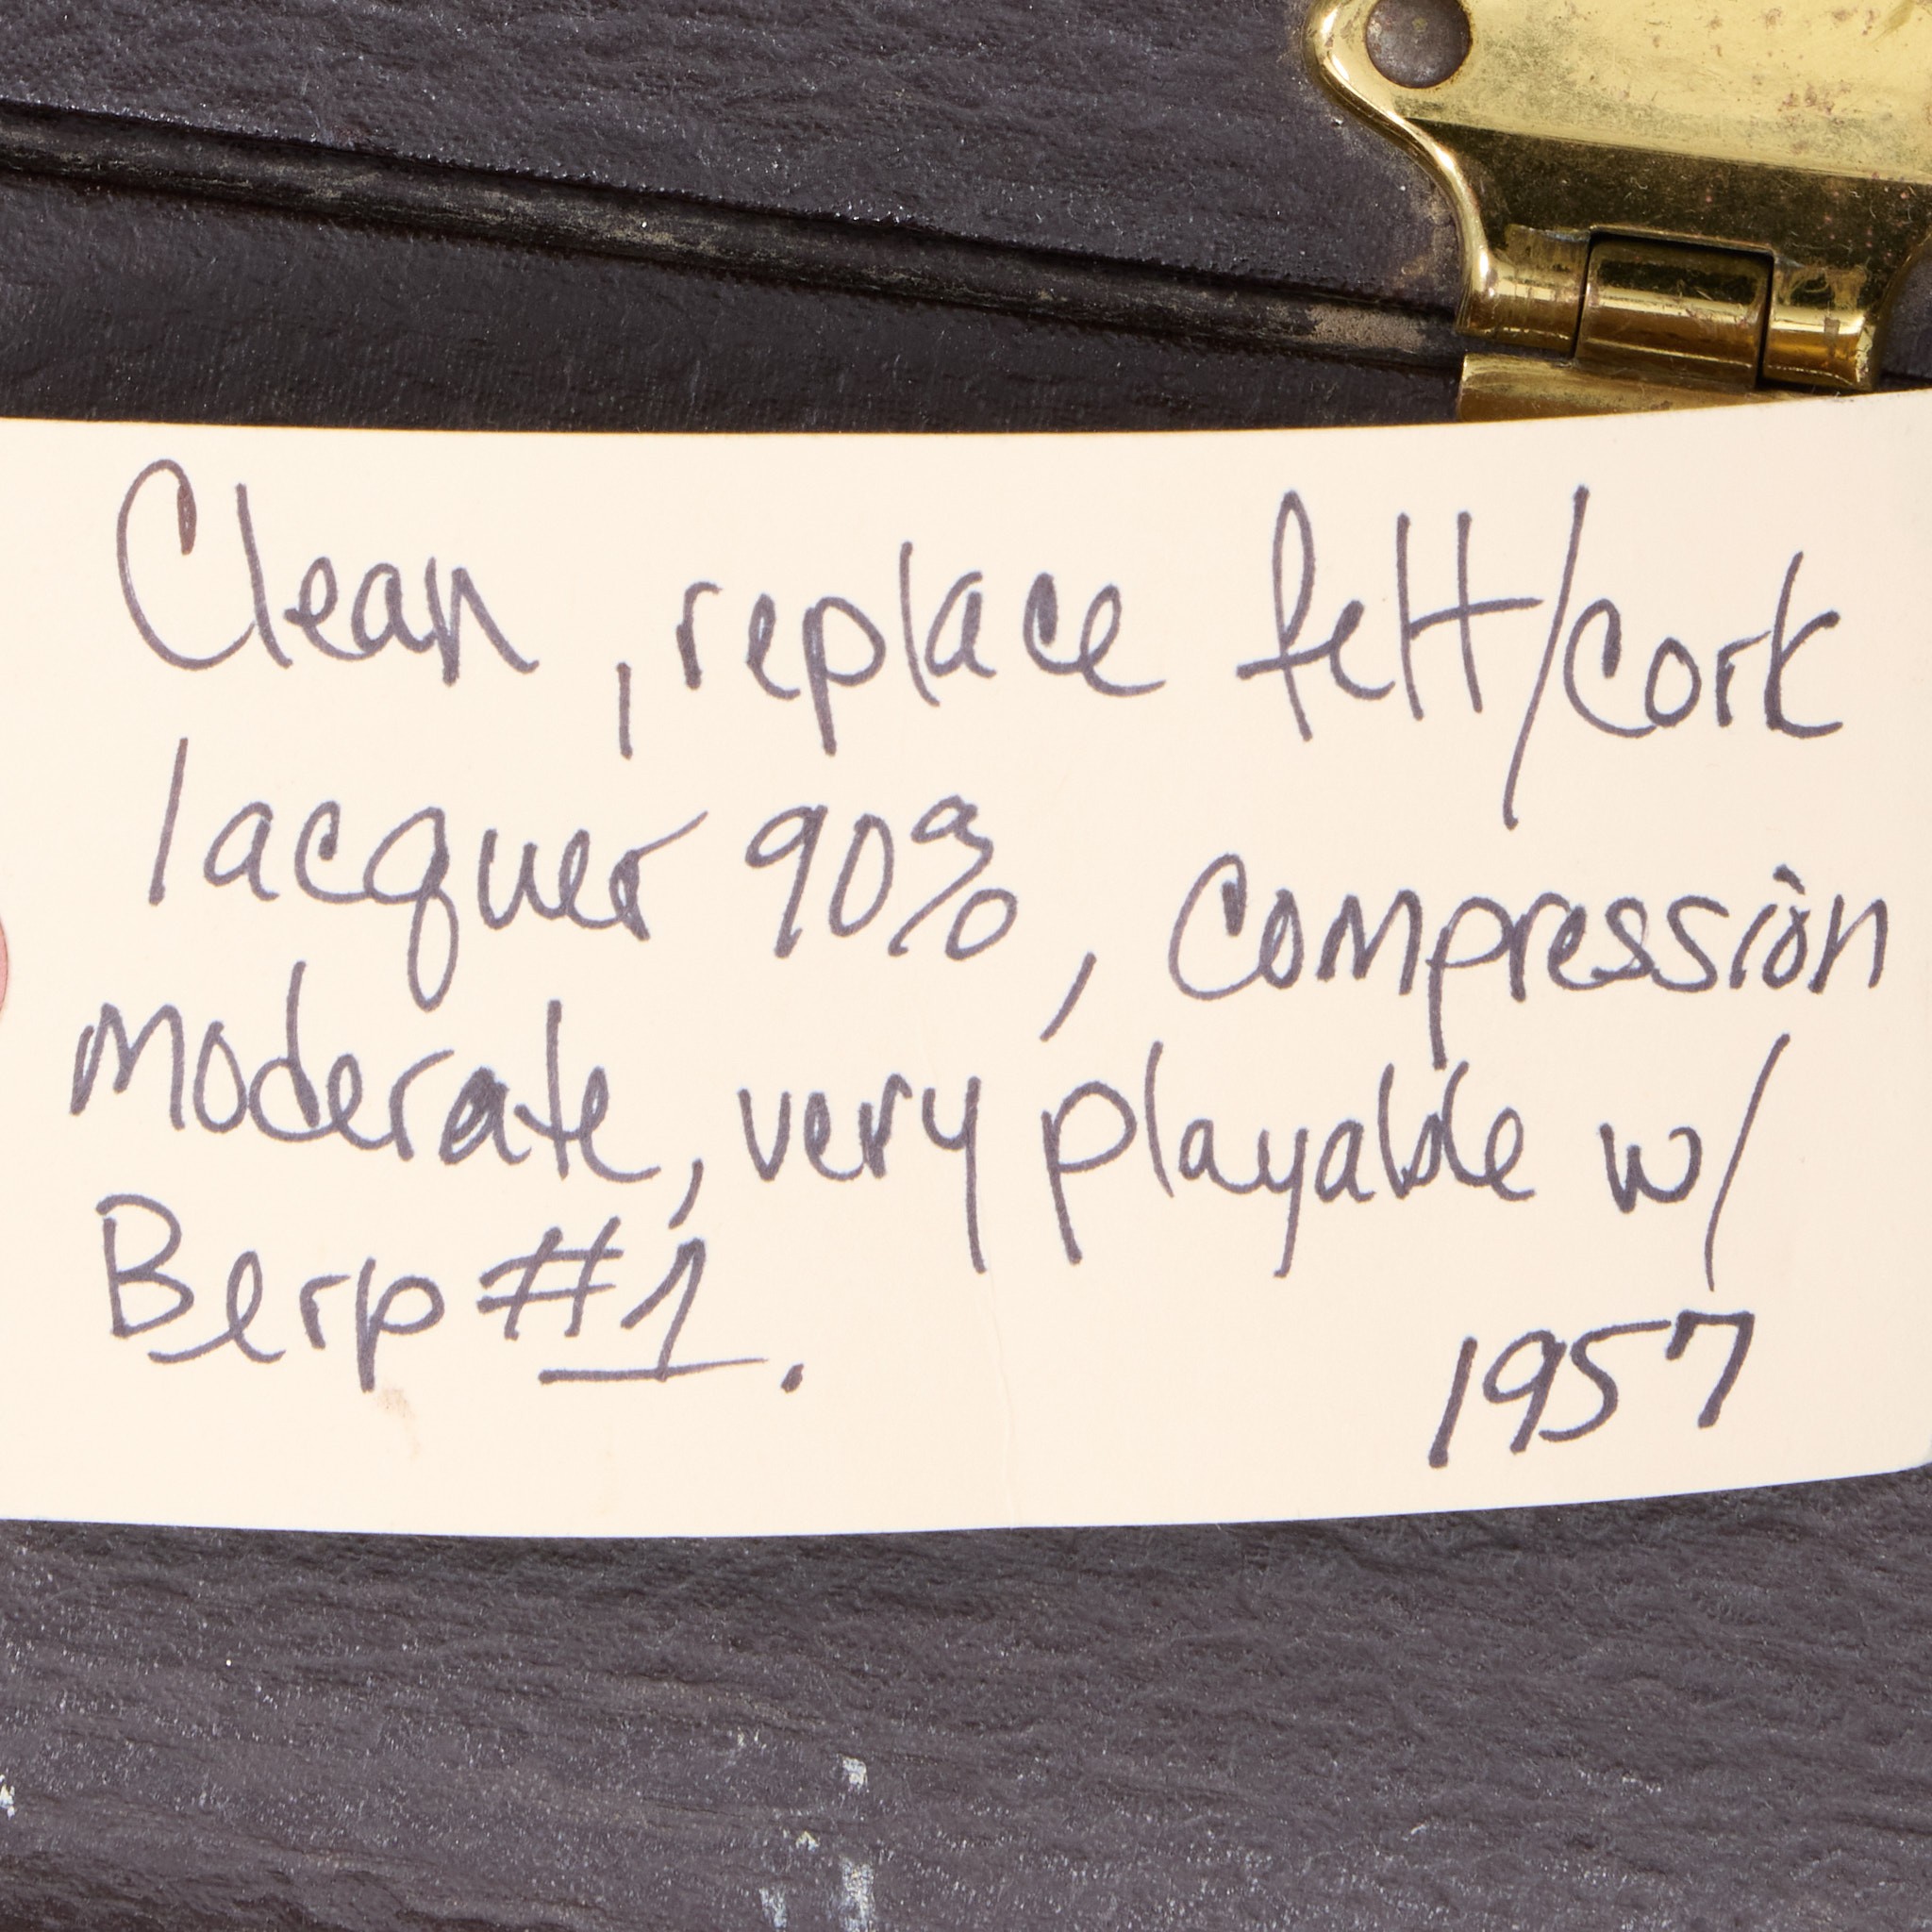 Clean, replace felt/cork
lacquer 90%, Compression
Moderate, very playable w/
Berp #1.
1957